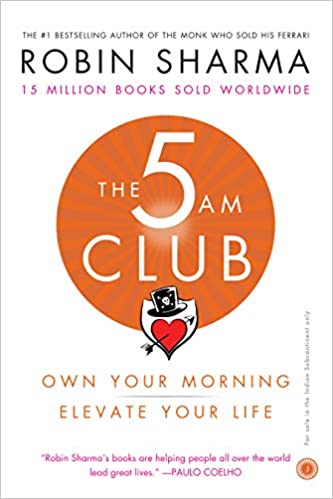 THE #1 BESTSELLING AUTHOR OF THE MONK WHO SOLD HIS FERRARI
ROBIN SHARMA
15 MILLION BOOKS SOLD WORLDWIDE
THE 5 AM
CLUB
OWN YOUR MORNING
ELEVATE YOUR LIFE
"Robin Sharma's books are helping people all over the world
lead great lives." —PAULO COELHO
For sale in the Indian Subcontinent only